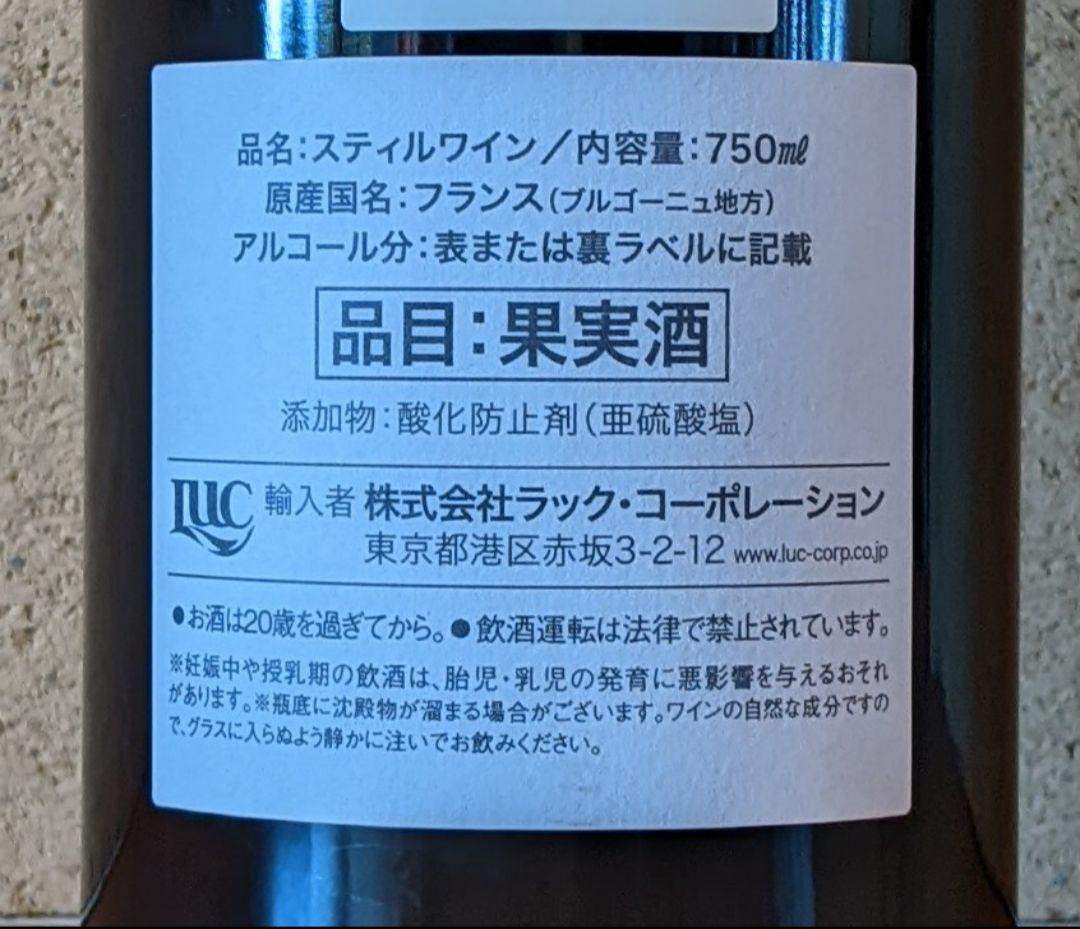 品名:スティルワイン/内容量:750㎖
原産国名:フランス(ブルゴーニュ地方)
アルコール分:表または裏ラベルに記載
品目:果実酒
添加物:酸化防止剤(亜硫酸塩)
LUC 輸入者 株式会社ラック・コーポレーション
東京都港区赤坂3-2-12 www.luc-corp.co.jp
●お酒は20歳を過ぎてから。●飲酒運転は法律で禁止されています。
※妊娠中や授乳期の飲酒は、胎児・乳児の発育に悪影響を与えるおそれ
があります。※瓶底に沈殿物が溜まる場合がございます。ワインの自然な成分ですの
で、グラスに入らぬよう静かに注いでお飲みください。